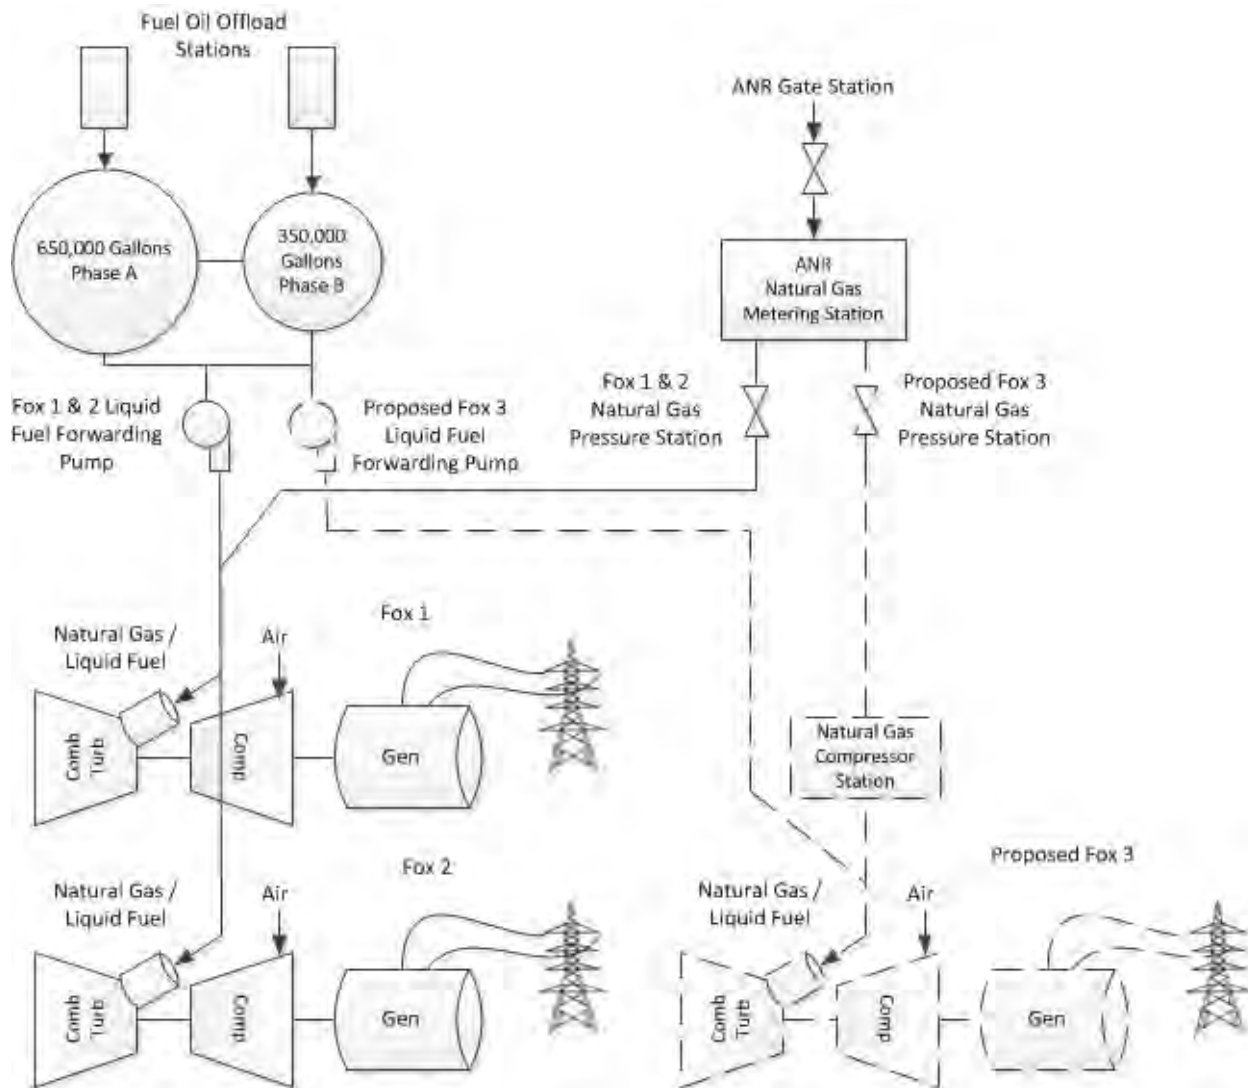 Fuel Oil Offload
Stations
ANR Gate Station
650,000 Gallons
Phase A
350,000
Gallons
Phase B
ANR
Natural Gas
Metering Station
Fox 1 & 2 Liquid
Fuel Forwarding
Pump
Proposed Fox 3
Liquid Fuel
Forwarding Pump
Fox 1 & 2
Natural Gas
Pressure Station
Proposed Fox 3
Natural Gas
Pressure Station
Fox 1
Natural Gas /
Liquid Fuel
Air
Comb
Turb
Comp
Gen
Natural Gas
Compressor
Station
Fox 2
Natural Gas /
Liquid Fuel
Air
Comb
Turb
Comp
Gen
Proposed Fox 3
Natural Gas /
Liquid Fuel
Air
Comb
Turb
Comp
Gen